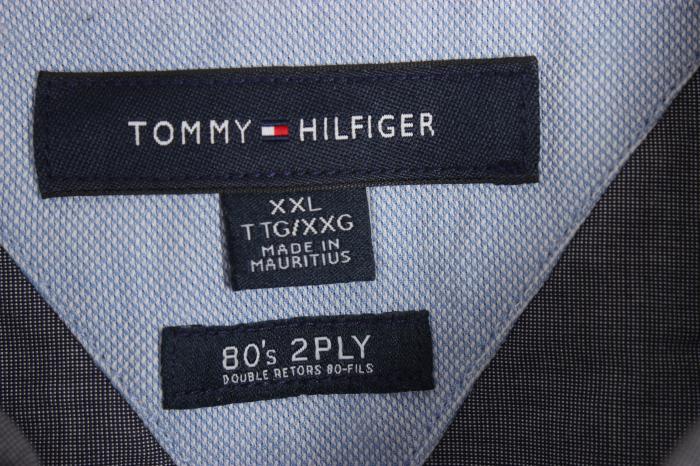 TOMMY HILFIGER
XXL
TTG/XXG
MADE IN
MAURITIUS
80's 2PLY
DOUBLE RETORS 80-FILS